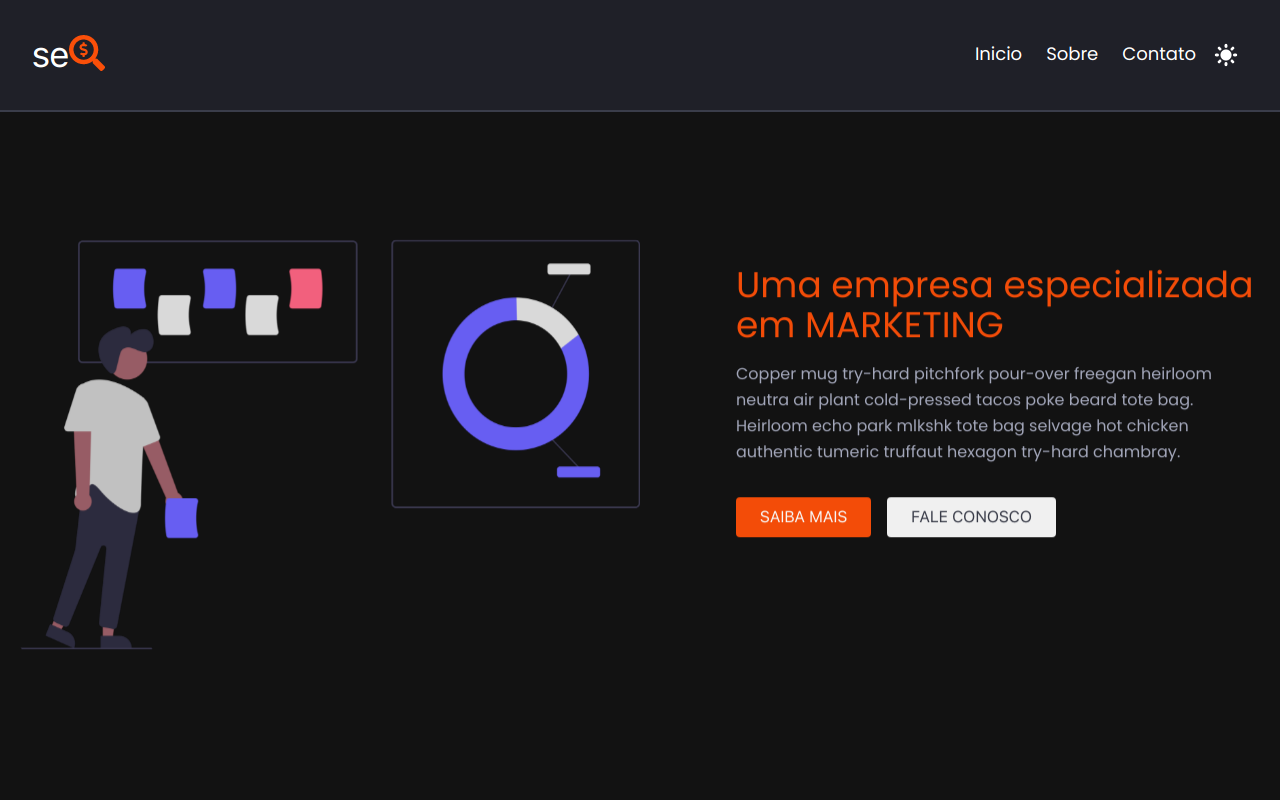 se
Inicio Sobre Contato
Uma empresa especializada
em MARKETING
Copper mug try-hard pitchfork pour-over freegan heirloom
neutra air plant cold-pressed tacos poke beard tote bag.
Heirloom echo park mlkshk tote bag selvage hot chicken
authentic tumeric truffaut hexagon try-hard chambray.
SAIBA MAIS FALE CONOSCO